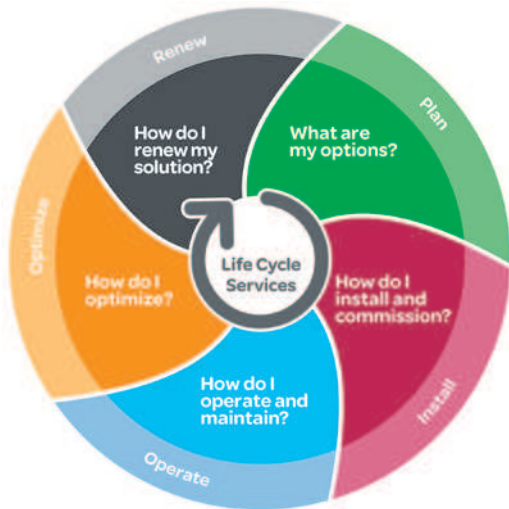 Renew
How do I
renew my
solution?
Plan
What are
my options?
Install
How do I
install and
commission?
Operate
How do I
operate and
maintain?
Optimize
How do I
optimize?
Life Cycle
Services